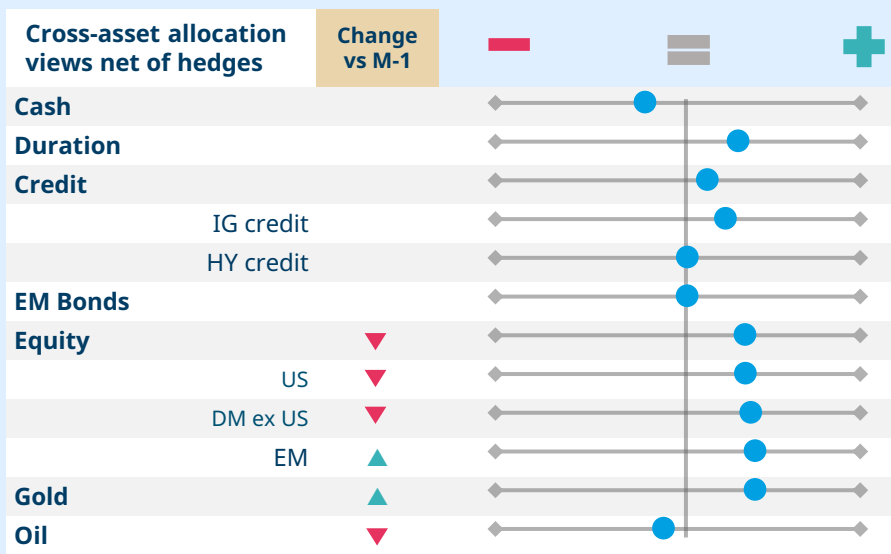 Cross-asset allocation
views net of hedges
Change
vs M-1
Cash
Duration
Credit
IG credit
HY credit
EM Bonds
Equity
US
DM ex US
EM
Gold
Oil